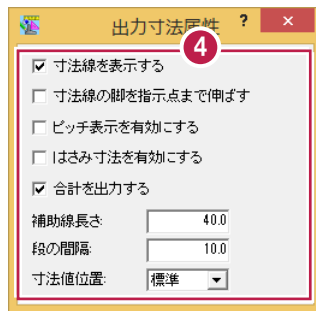 出力寸法属性 ? ×
4
寸法線を表示する
寸法線の脚を指示点まで伸ばす
ピッチ表示を有効にする
はさみ寸法を有効にする
合計を出力する
補助線長さ: 40.0
段の間隔: 10.0
寸法値位置: 標準